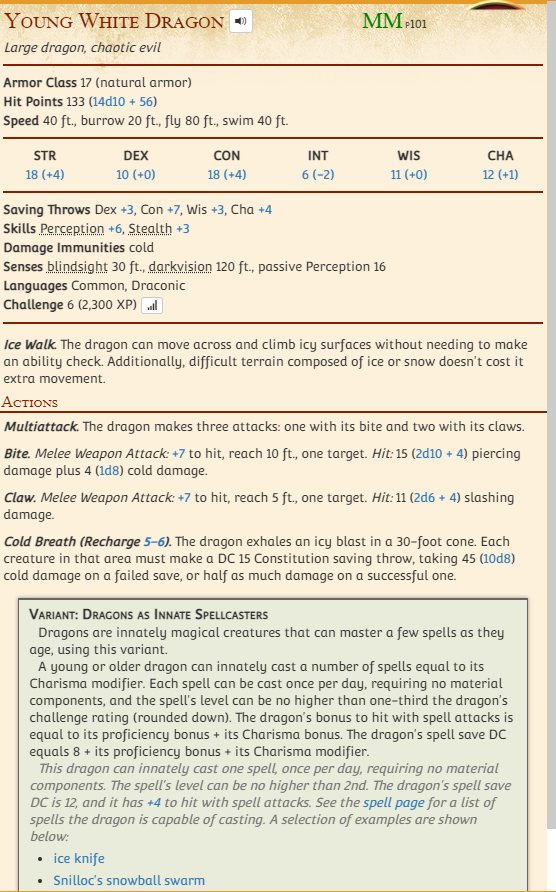 Young White Dragon MM P101
Large dragon, chaotic evil
Armor Class 17 (natural armor)
Hit Points 133 (14d10 + 56)
Speed 40 ft., burrow 20 ft., fly 80 ft., swim 40 ft.
STR DEX CON INT WIS CHA
18 (+4) 10 (+0) 18 (+4) 6 (−2) 11 (+0) 12 (+1)
Saving Throws Dex +3, Con +7, Wis +3, Cha +4
Skills Perception +6, Stealth +3
Damage Immunities cold
Senses blindsight 30 ft., darkvision 120 ft., passive Perception 16
Languages Common, Draconic
Challenge 6 (2,300 XP)
Ice Walk. The dragon can move across and climb icy surfaces without needing to make
an ability check. Additionally, difficult terrain composed of ice or snow doesn't cost it
extra movement.
Actions
Multiattack. The dragon makes three attacks: one with its bite and two with its claws.
Bite. Melee Weapon Attack: +7 to hit, reach 10 ft., one target. Hit: 15 (2d10 + 4) piercing
damage plus 4 (1d8) cold damage.
Claw. Melee Weapon Attack: +7 to hit, reach 5 ft., one target. Hit: 11 (2d6 + 4) slashing
damage.
Cold Breath (Recharge 5–6). The dragon exhales an icy blast in a 30-foot cone. Each
creature in that area must make a DC 15 Constitution saving throw, taking 45 (10d8)
cold damage on a failed save, or half as much damage on a successful one.
Variant: Dragons as Innate Spellcasters
Dragons are innately magical creatures that can master a few spells as they
age, using this variant.
A young or older dragon can innately cast a number of spells equal to its
Charisma modifier. Each spell can be cast once per day, requiring no material
components, and the spell's level can be no higher than one-third the dragon's
challenge rating (rounded down). The dragon's bonus to hit with spell attacks is
equal to its proficiency bonus + its Charisma bonus. The dragon's spell save DC
equals 8 + its proficiency bonus + its Charisma modifier.
This dragon can innately cast one spell, once per day, requiring no material
components. The spell's level can be no higher than 2nd. The dragon's spell save
DC is 12, and it has +4 to hit with spell attacks. See the spell page for a list of
spells the dragon is capable of casting. A selection of examples are shown
below:
• ice knife
• Snilloc's snowball swarm